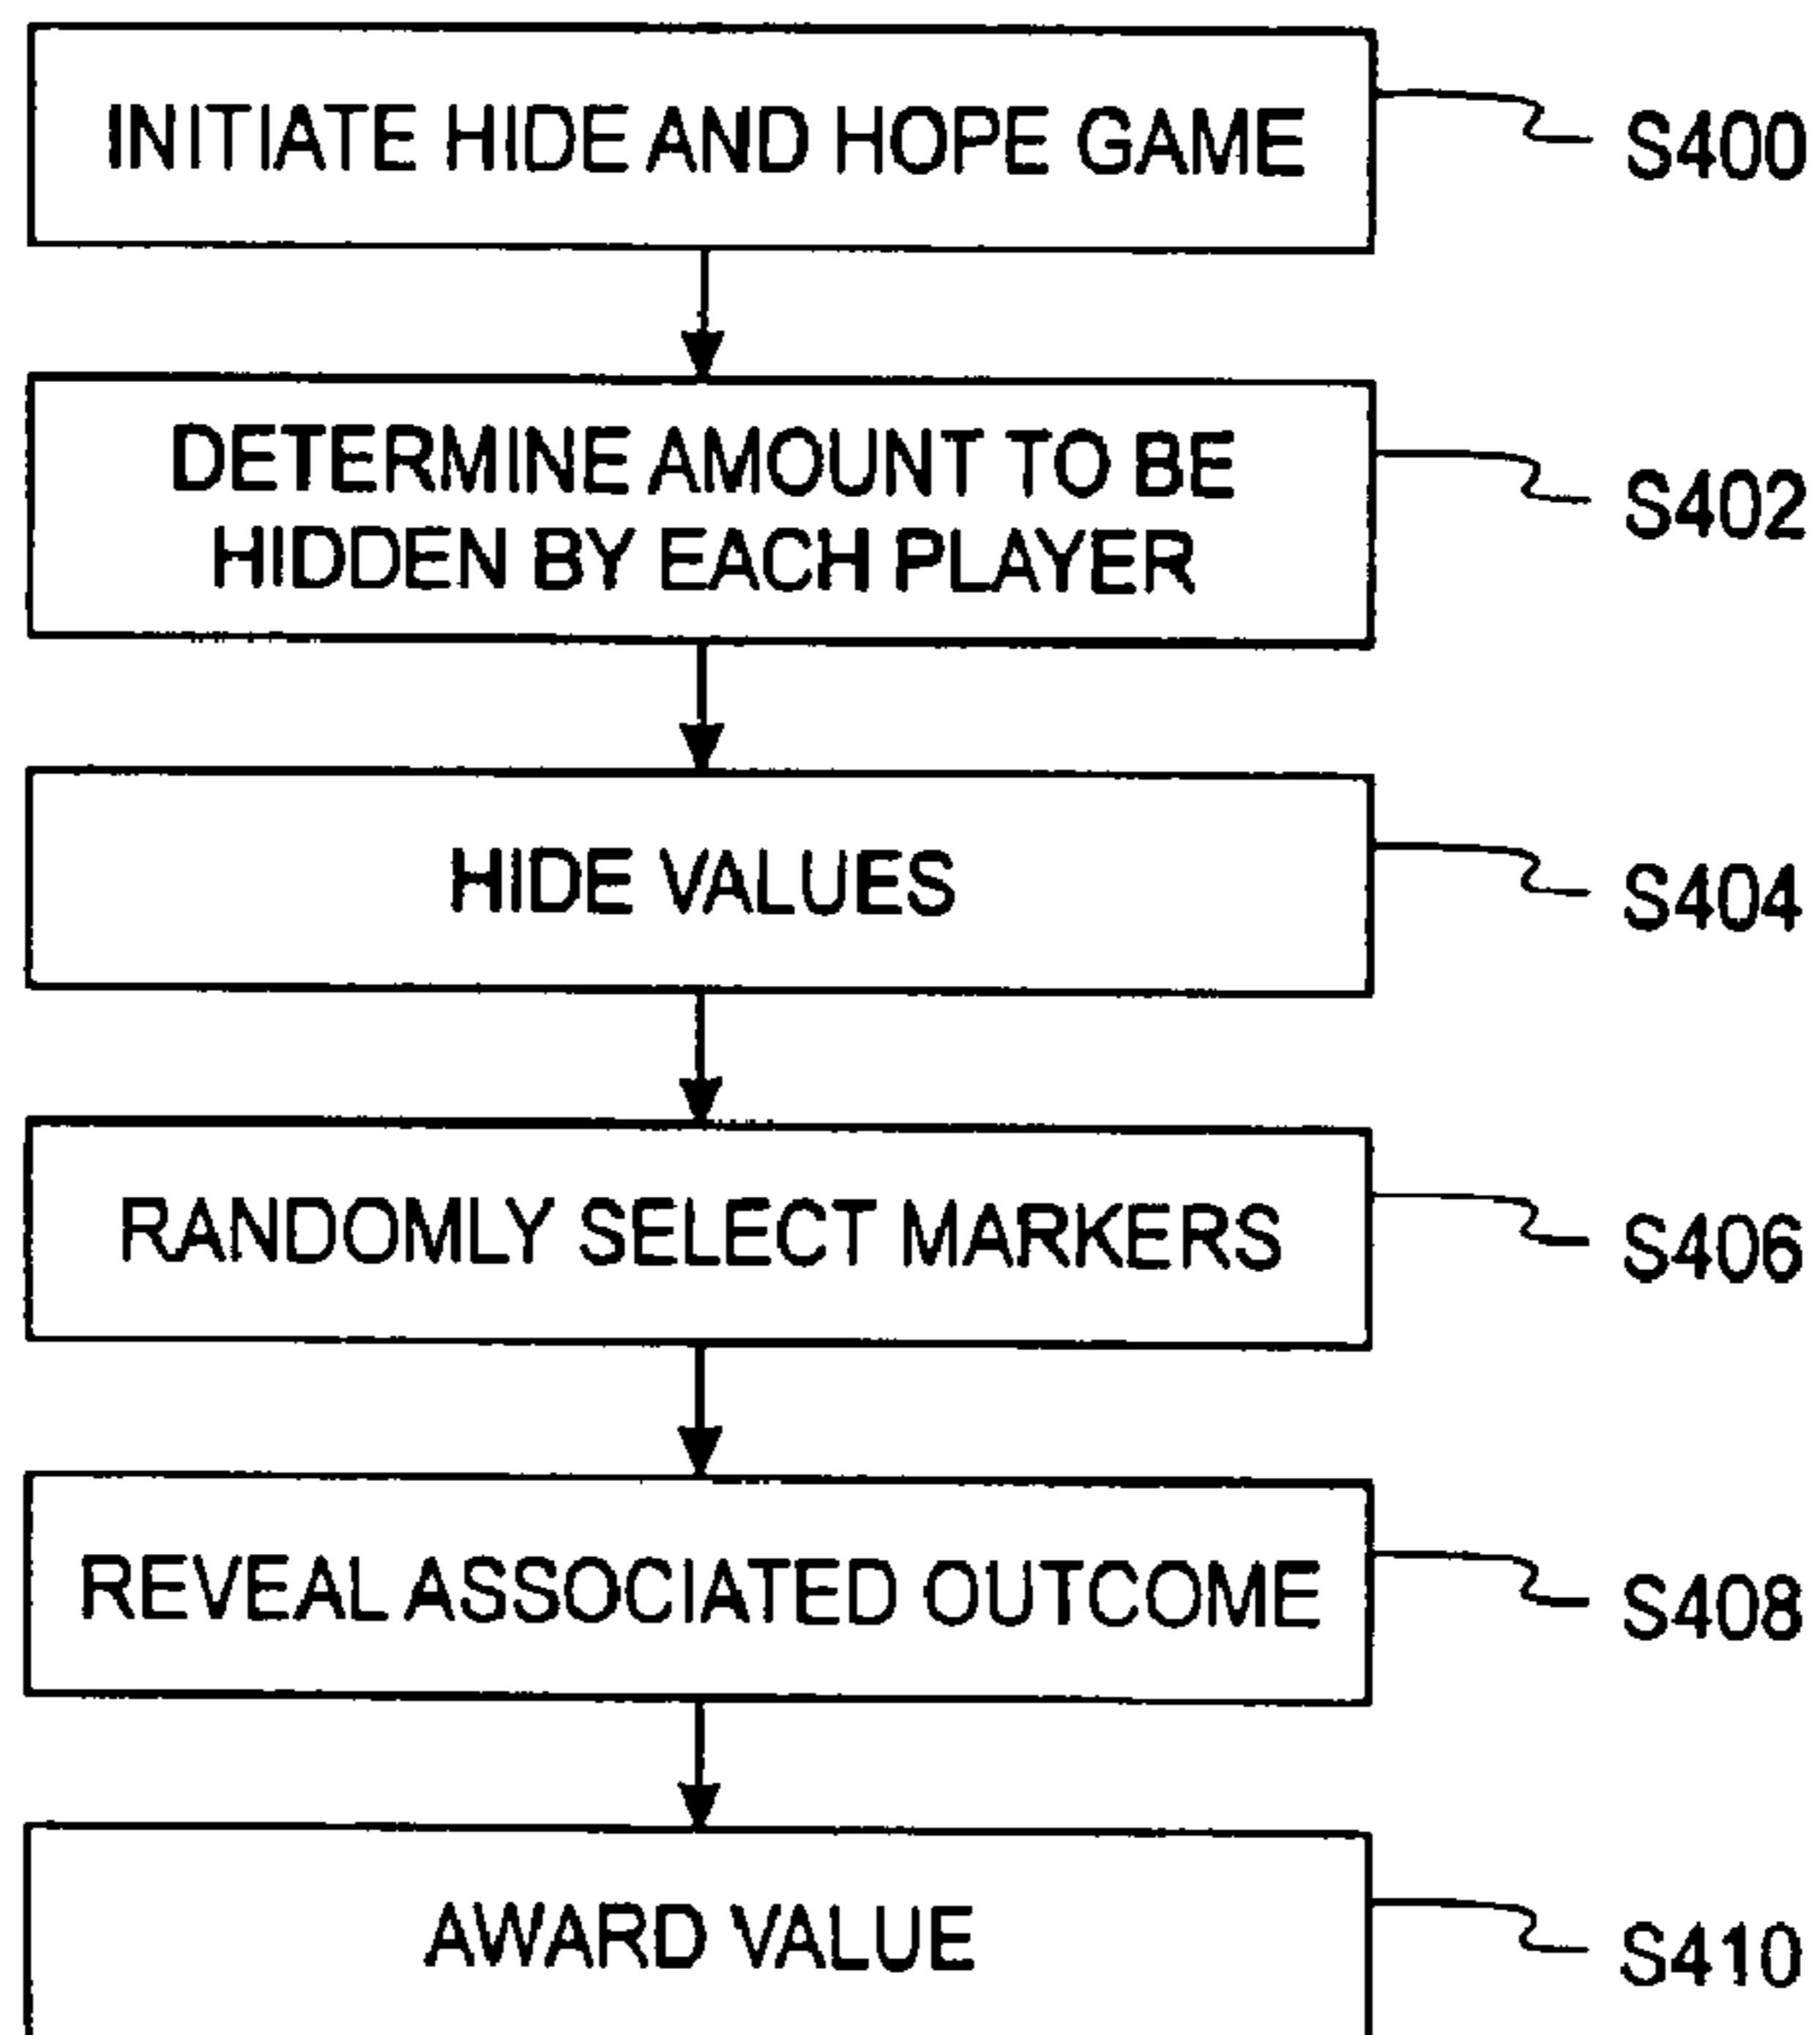 INITIATE HIDE AND HOPE GAME
S400
DETERMINE AMOUNT TO BE
HIDDEN BY EACH PLAYER
S402
HIDE VALUES
S404
RANDOMLY SELECT MARKERS
S406
REVEAL ASSOCIATED OUTCOME
S408
AWARD VALUE
S410